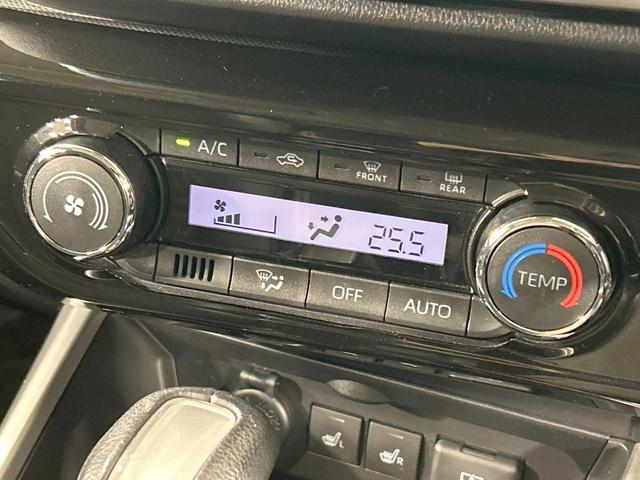 A/C
FRONT
REAR
25.5
TEMP
OFF
AUTO
L
R